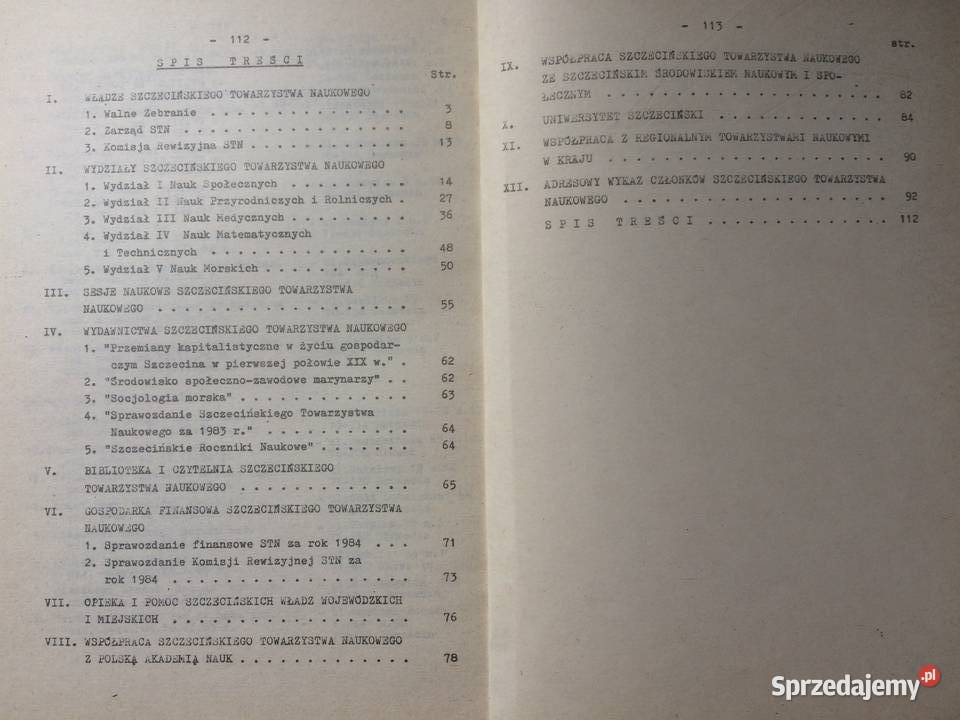 - 112 -
SPIS TREŚCI
Str.
I. WŁADZE SZCZECIŃSKIEGO TOWARZYSTWA NAUKOWEGO
1. Walne Zebranie . . . . . . . . . . . . . 3
2. Zarząd STN . . . . . . . . . . . . . . . 8
3. Komisja Rewizyjna STN . . . . . . . . . . 13
II. WYDZIAŁY SZCZECIŃSKIEGO TOWARZYSTWA NAUKOWEGO
1. Wydział I Nauk Społecznych . . . . . . . . 14
2. Wydział II Nauk Przyrodniczych i Rolniczych . 27
3. Wydział III Nauk Medycznych . . . . . . . . 36
4. Wydział IV Nauk Matematycznych
i Technicznych . . . . . . . . . . . . . 48
5. Wydział V Nauk Morskich . . . . . . . . . . 50
III. SESJE NAUKOWE SZCZECIŃSKIEGO TOWARZYSTWA
NAUKOWEGO . . . . . . . . . . . . . . . . 55
IV. WYDAWNICTWA SZCZECIŃSKIEGO TOWARZYSTWA NAUKOWEGO
1. "Przemiany kapitalistyczne w życiu gospodar-
czym Szczecina w pierwszej połowie XIX w." . 62
2. "Środowisko społeczno-zawodowe marynarzy" . . 62
3. "Socjologia morska" . . . . . . . . . . . 63
4. "Sprawozdanie Szczecińskiego Towarzystwa
Naukowego za 1983 r." . . . . . . . . . . 64
5. "Szczecińskie Roczniki Naukowe" . . . . . . . 64
V. BIBLIOTEKA I CZYTELNIA SZCZECIŃSKIEGO
TOWARZYSTWA NAUKOWEGO . . . . . . . . . . . 65
VI. GOSPODARKA FINANSOWA SZCZECIŃSKIEGO TOWARZYSTWA
NAUKOWEGO
1. Sprawozdanie finansowe STN za rok 1984 . . . 71
2. Sprawozdanie Komisji Rewizyjnej STN za
rok 1984 . . . . . . . . . . . . . . . 73
VII. OPIEKA I POMOC SZCZECIŃSKICH WŁADZ WOJEWÓDZKICH
I MIEJSKICH . . . . . . . . . . . . . . . 76
VIII. WSPÓŁPRACA SZCZECIŃSKIEGO TOWARZYSTWA NAUKOWEGO
Z POLSKĄ AKADEMIĄ NAUK . . . . . . . . . . . 78
- 113 -
str.
IX. WSPÓŁPRACA SZCZECIŃSKIEGO TOWARZYSTWA NAUKOWEGO
ZE SZCZECIŃSKIM ŚRODOWISKIEM NAUKOWYM I SPO-
ŁECZNYM . . . . . . . . . . . . . . . . . 82
X. UNIWERSYTET SZCZECIŃSKI . . . . . . . . . . 84
XI. WSPÓŁPRACA Z REGIONALNYM TOWARZYSTWAMI NAUKOWYMI
W KRAJU . . . . . . . . . . . . . . . . . 90
XII. ADRESOWY WYKAZ CZŁONKÓW SZCZECIŃSKIEGO TOWARZYSTWA
NAUKOWEGO . . . . . . . . . . . . . . . . 92
SPIS TREŚCI . . . . . . . . . . . . . . 112
Sprzedajemy.pl